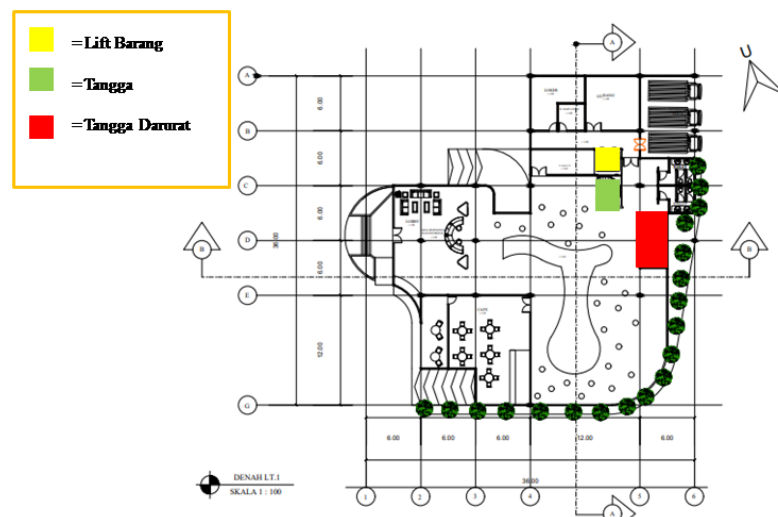 =Lift Barang
=Tangga
=Tangga Darurat
A
U
A
B
C
D
E
G
6.00
6.00
6.00
6.00
12.00
36.00
B
B
LOBBY
CAFE
6.00
6.00
6.00
12.00
6.00
36.00
DENAH LT.1
SKALA 1 : 100
1
2
3
4
5
6
A